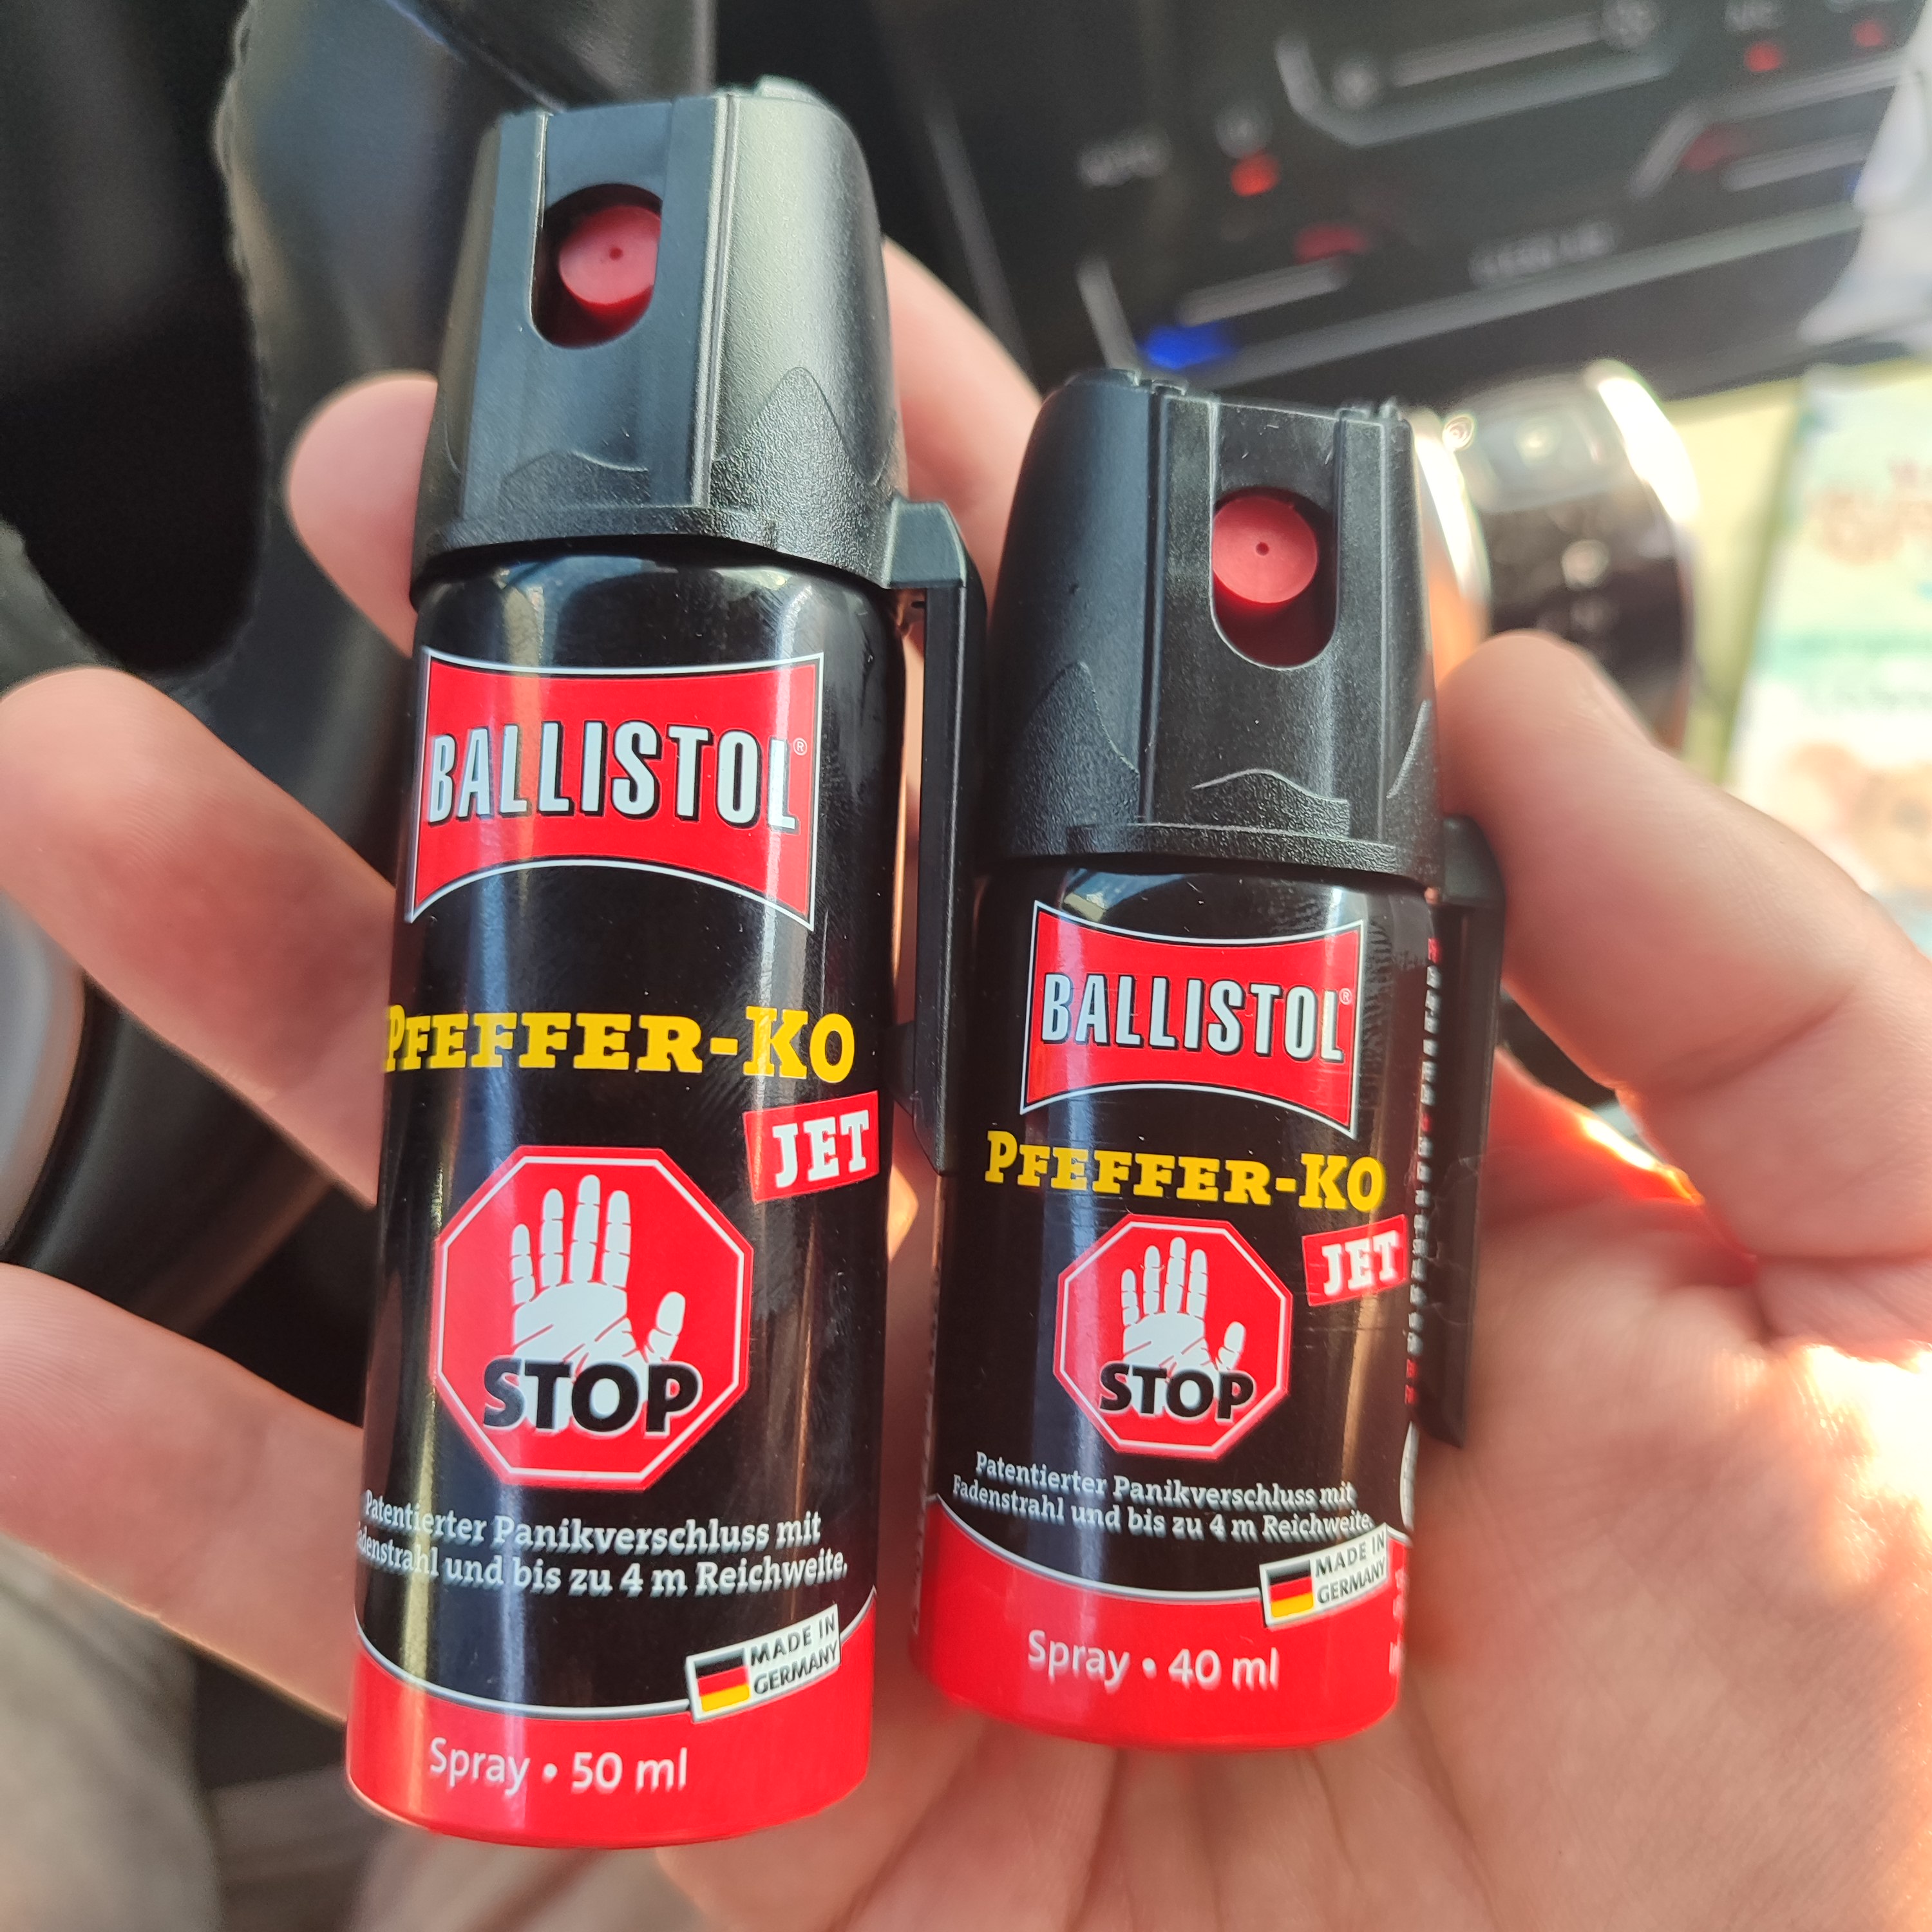 BALLISTOL®
PFEFFER-KO
JET
STOP
Patentierter Panikverschluss mit
und bis zu 4 m Reichweite.
MADE IN
GERMANY
Spray • 50 ml
BALLISTOL®
PFEFFER-KO
JET
STOP
Patentierter Panikverschluss mit
Fadenstrahl und bis zu 4 m Reichweite.
MADE IN
GERMANY
Spray • 40 ml